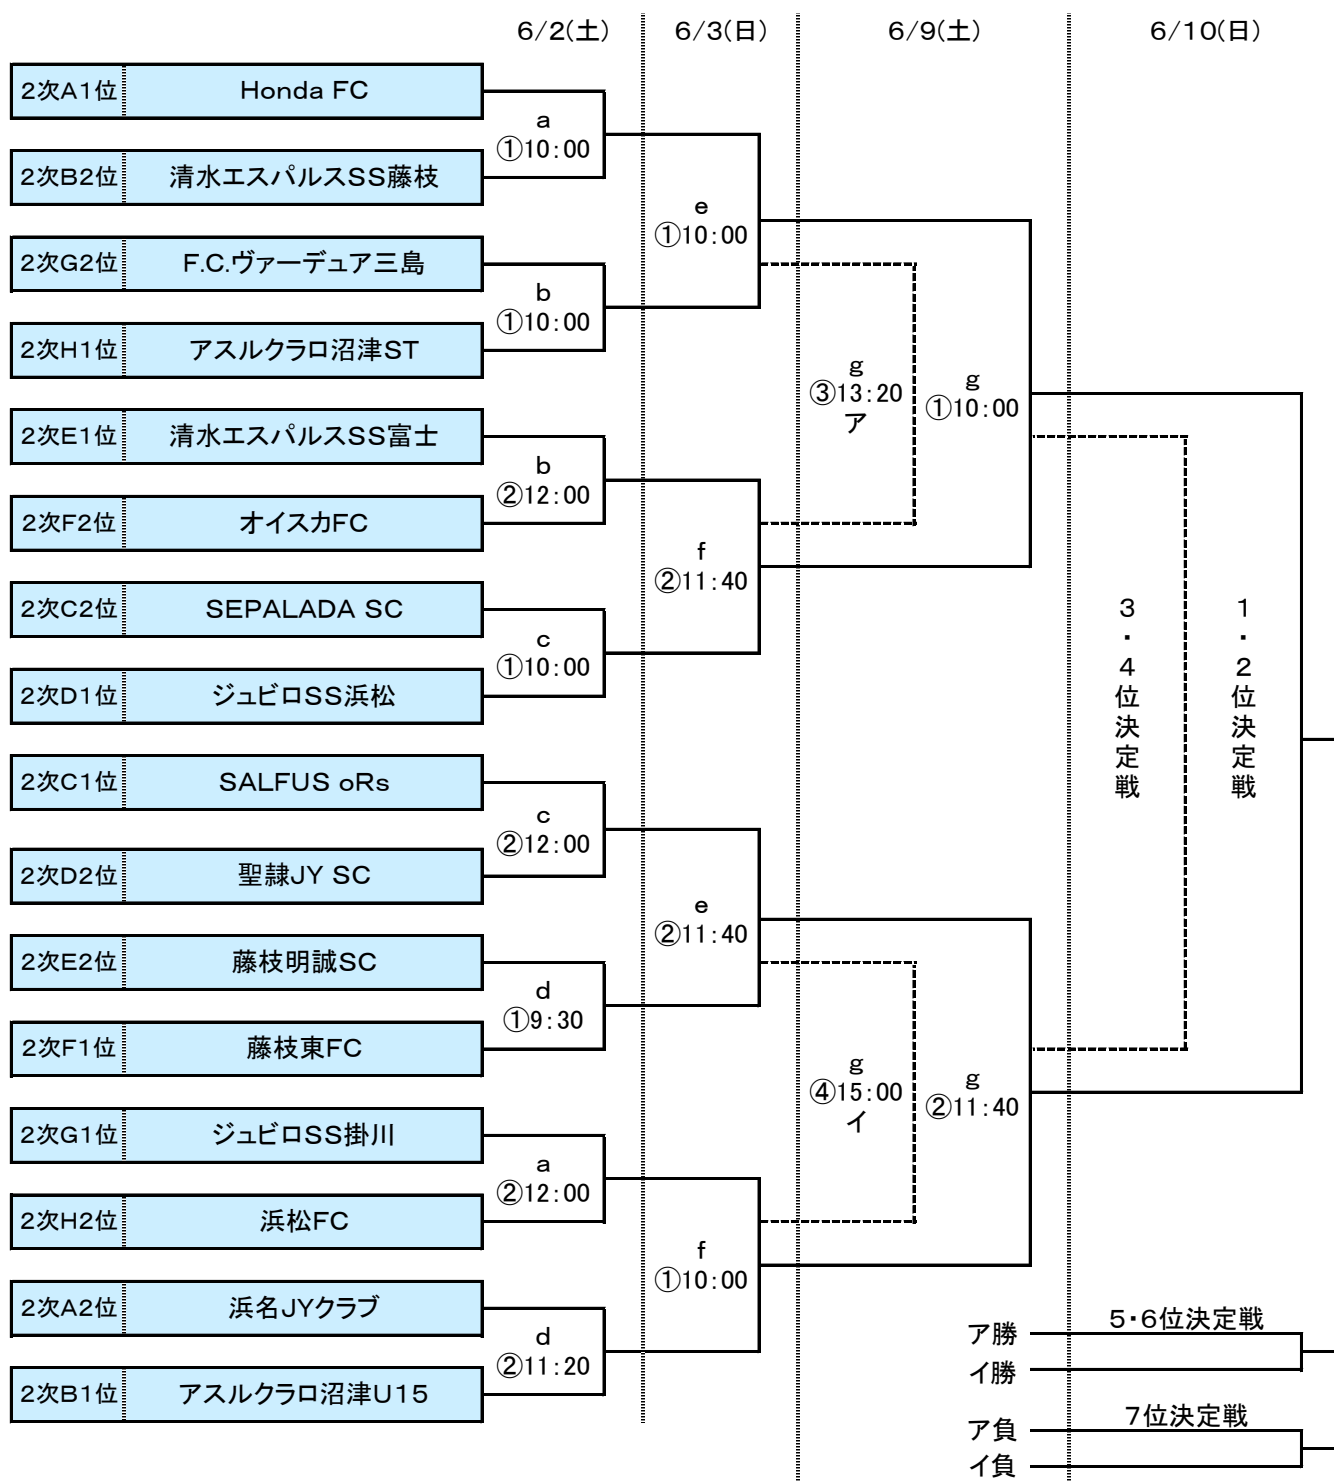 6/2(土) 6/3(日) 6/9(土) 6/10(日)
2次A1位 Honda FC
a
①10:00
2次B2位 清水エスパルスSS藤枝
e
①10:00
2次G2位 F.C.ヴァーデュア三島
b
①10:00
2次H1位 アスルクラロ沼津ST
g
③13:20
ア
g
①10:00
2次E1位 清水エスパルスSS富士
b
②12:00
2次F2位 オイスカFC
f
②11:40
2次C2位 SEPALADA SC
c
①10:00
2次D1位 ジュビロSS浜松
3・4位決定戦
1・2位決定戦
2次C1位 SALFUS oRs
c
②12:00
2次D2位 聖隷JY SC
e
②11:40
2次E2位 藤枝明誠SC
d
①9:30
2次F1位 藤枝東FC
g
④15:00
イ
g
②11:40
2次G1位 ジュビロSS掛川
a
②12:00
2次H2位 浜松FC
f
①10:00
2次A2位 浜名JYクラブ
d
②11:20
2次B1位 アスルクラロ沼津U15
ア勝 5・6位決定戦
イ勝
ア負 7位決定戦
イ負